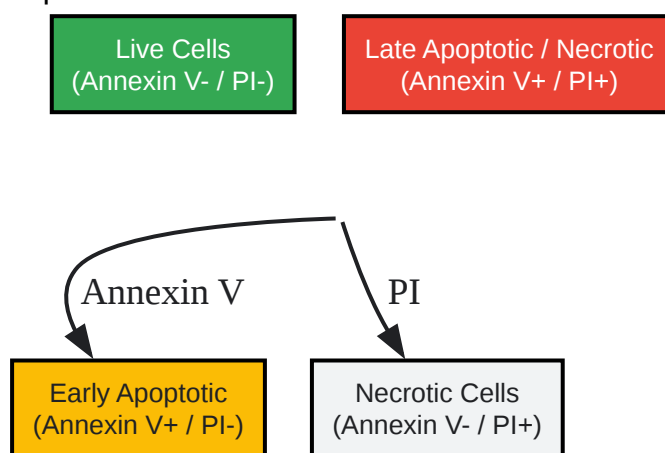 Live Cells
(Annexin V- / PI-)
Late Apoptotic / Necrotic
(Annexin V+ / PI+)
Annexin V
PI
Early Apoptotic
(Annexin V+ / PI-)
Necrotic Cells
(Annexin V- / PI+)